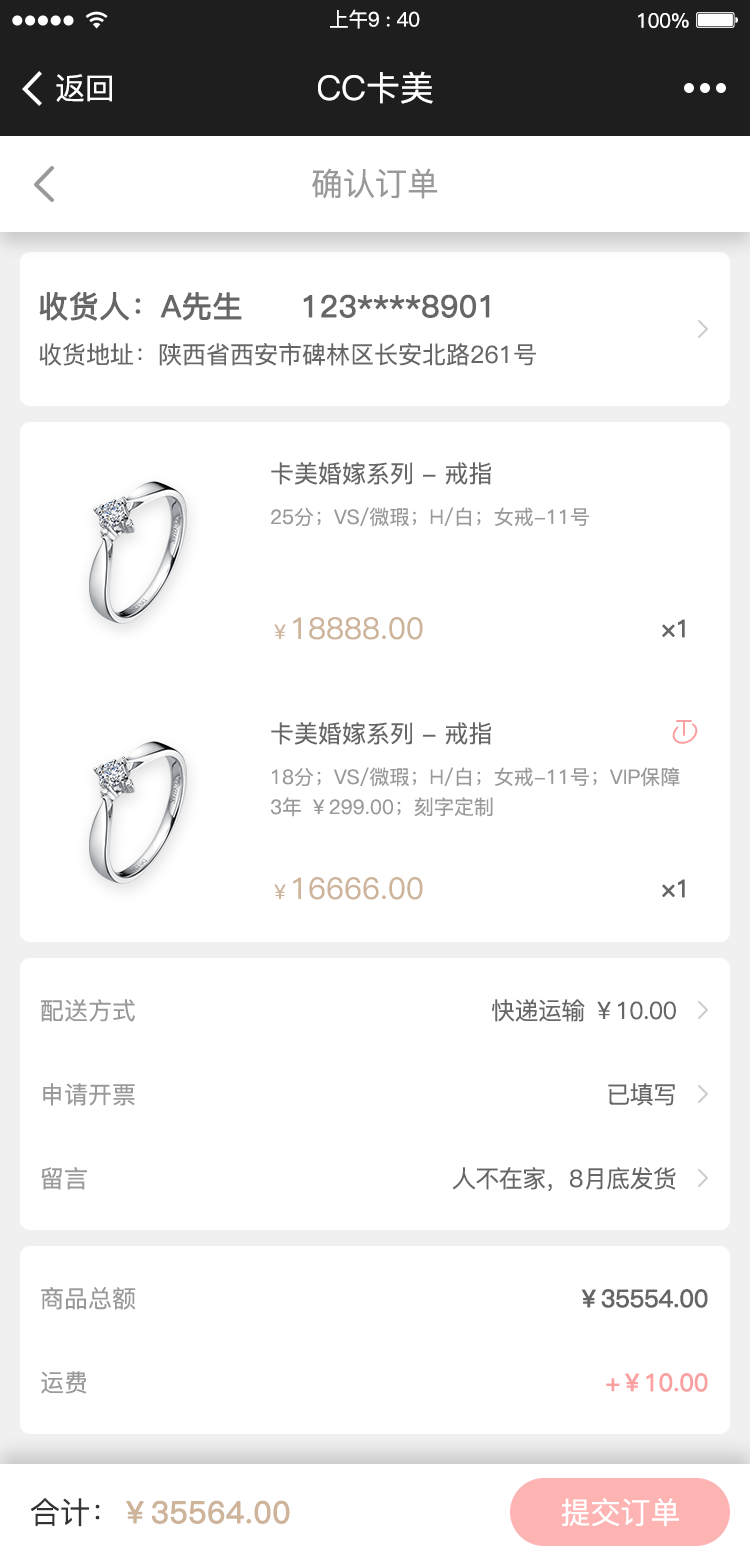 上午9 : 40
100%
返回
CC卡美
确认订单
收货人：A先生 123****8901
收货地址：陕西省西安市碑林区长安北路261号
卡美婚嫁系列 – 戒指
25分；VS/微瑕；H/白；女戒–11号
¥18888.00 ×1
卡美婚嫁系列 – 戒指
18分；VS/微瑕；H/白；女戒–11号；VIP保障
3年 ¥299.00；刻字定制
¥16666.00 ×1
配送方式 快递运输 ¥10.00
申请开票 已填写
留言 人不在家，8月底发货
商品总额 ¥35554.00
运费 +¥10.00
合计： ¥35564.00
提交订单